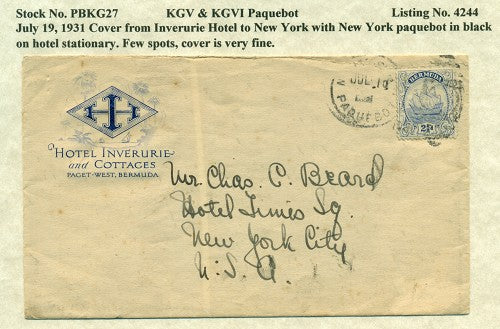 Stock No. PBKG27 KGV & KGVI Paquebot Listing No. 4244
July 19, 1931 Cover from Inverurie Hotel to New York with New York paquebot in black
on hotel stationary. Few spots, cover is very fine.
HOTEL INVERURIE
and COTTAGES
PAGET-WEST, BERMUDA
JUL 19
PAQUEBOT
BERMUDA
Mr. Chas. C. Beard
Hotel Times Sq.
New York City
U.S.A.